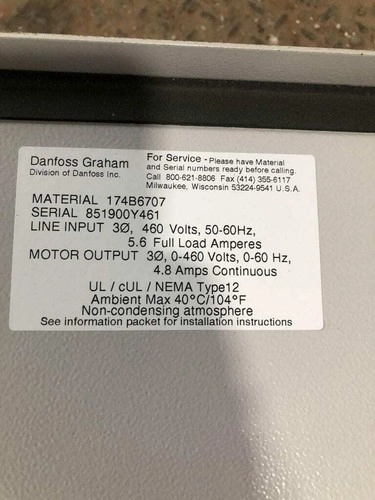 Danfoss Graham
Division of Danfoss Inc.
For Service - Please have Material
and Serial numbers ready before calling.
Call 800-621-8806 Fax (414) 355-6117
Milwaukee, Wisconsin 53224-9541 U.S.A.
MATERIAL 174B6707
SERIAL 851900Y461
LINE INPUT 3Ø, 460 Volts, 50-60Hz,
5.6 Full Load Amperes
MOTOR OUTPUT 3Ø, 0-460 Volts, 0-60 Hz,
4.8 Amps Continuous
UL / cUL / NEMA Type12
Ambient Max 40°C/104°F
Non-condensing atmosphere
See information packet for installation instructions